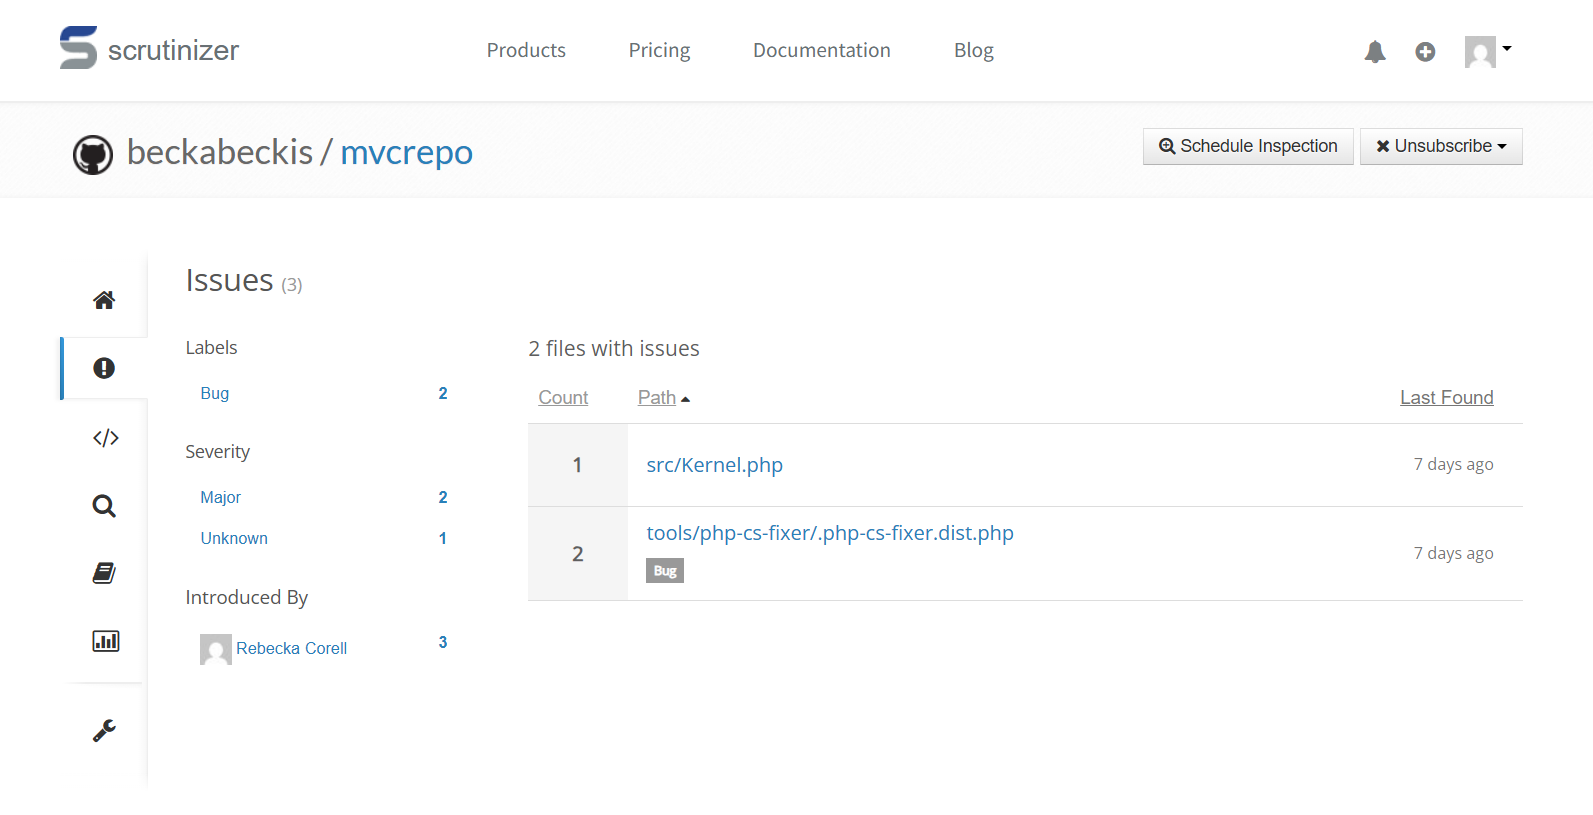 scrutinizer
Products Pricing Documentation Blog
beckabeckis / mvcrepo
Schedule Inspection Unsubscribe
Issues (3)
Labels
Bug 2
Severity
Major 2
Unknown 1
Introduced By
Rebecka Corell 3
2 files with issues
Count Path Last Found
1 src/Kernel.php 7 days ago
2 tools/php-cs-fixer/.php-cs-fixer.dist.php 7 days ago
Bug